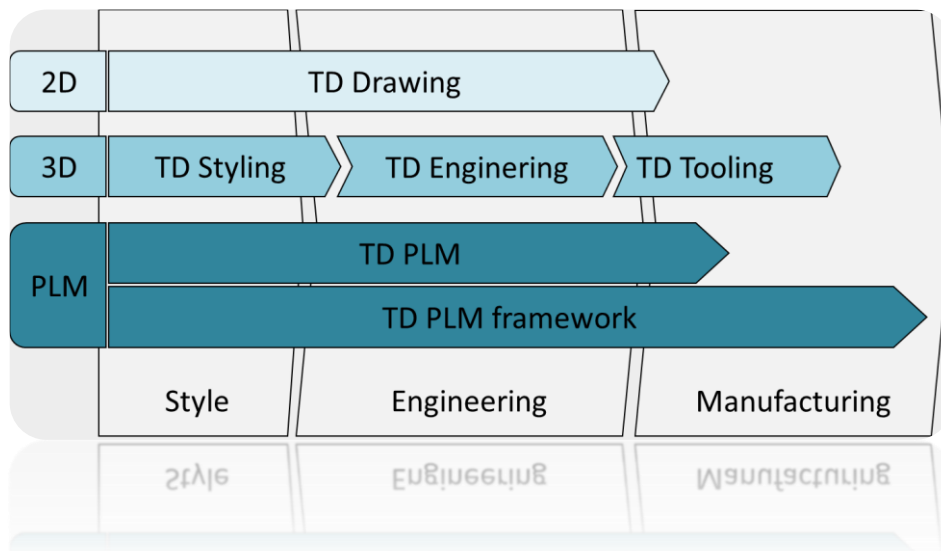 2D
TD Drawing
3D
TD Styling
TD Enginering
TD Tooling
PLM
TD PLM
TD PLM framework
Style
Engineering
Manufacturing